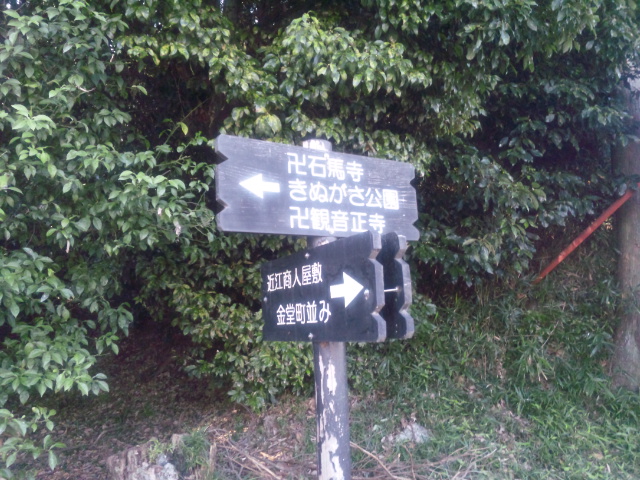 卍石馬寺
きぬがさ公園
卍観音正寺
近江商人屋敷
金堂町並み